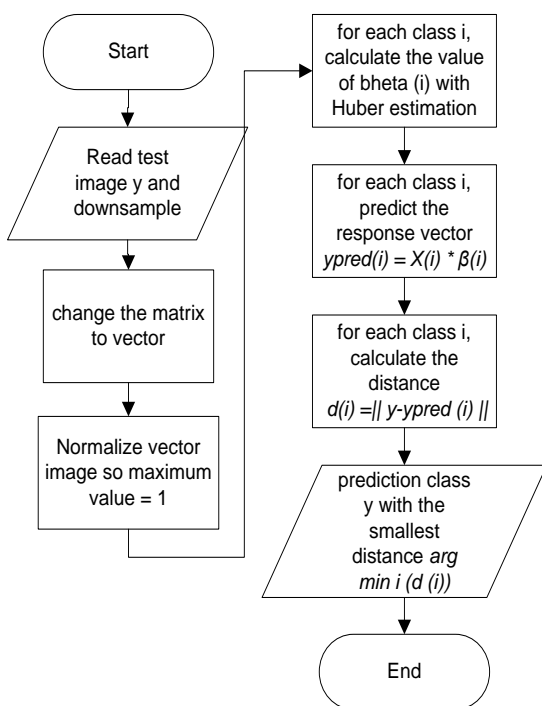 Start
Read test
image y and
downsample
change the matrix
to vector
Normalize vector
image so maximum
value = 1
for each class i,
calculate the value
of bheta (i) with
Huber estimation
for each class i,
predict the
response vector
ypred(i) = X(i) * β(i)
for each class i,
calculate the
distance
d(i) =|| y-ypred (i) ||
prediction class
y with the
smallest
distance arg
min i (d (i))
End